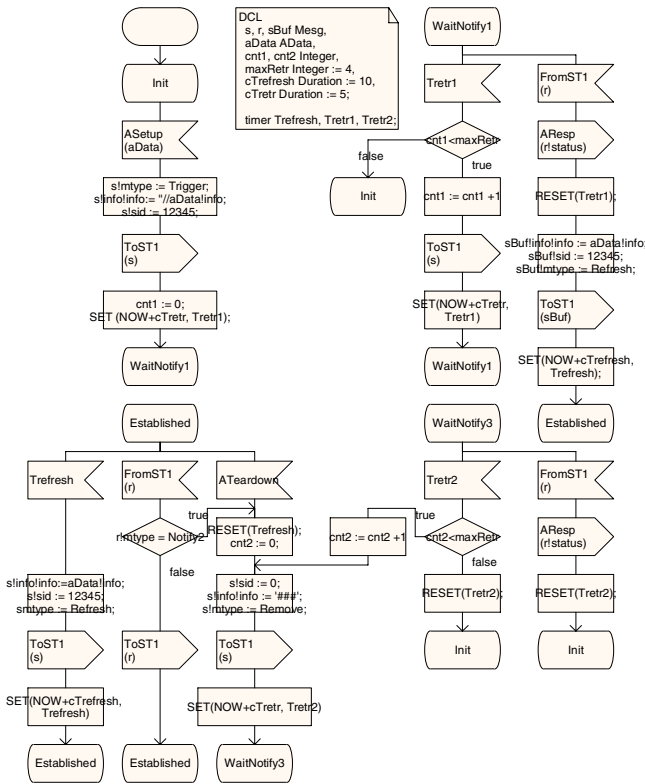 Init
ASetup
(aData)
s!mtype := Trigger;
s!info!info:= "//aData!info;
s!sid := 12345;
ToST1
(s)
cnt1 := 0;
SET (NOW+cTretr, Tretr1);
WaitNotify1
DCL
s, r, sBuf Mesg,
aData AData,
cnt1, cnt2 Integer,
maxRetr Integer := 4,
cTrefresh Duration := 10,
cTretr Duration := 5;
timer Trefresh, Tretr1, Tretr2;
WaitNotify1
Tretr1
cnt1<maxRetr
false
true
Init
cnt1 := cnt1 +1
ToST1
(s)
SET(NOW+cTretr,
Tretr1)
WaitNotify1
FromST1
(r)
AResp
(r!status)
RESET(Tretr1);
sBuf!info!info := aData!info;
sBuf!sid := 12345;
sBuf!mtype := Refresh;
ToST1
(sBuf)
SET(NOW+cTrefresh,
Trefresh);
Established
Established
Trefresh
s!info!info:=aData!info;
s!sid := 12345;
smtype := Refresh;
ToST1
(s)
SET(NOW+cTrefresh,
Trefresh)
Established
FromST1
(r)
r!mtype = Notify2
true
false
ToST1
(r)
Established
ATeardown
RESET(Trefresh);
cnt2 := 0;
s!sid := 0;
s!info!info := '###';
s!mtype := Remove;
ToST1
(s)
SET(NOW+cTretr, Tretr2)
WaitNotify3
WaitNotify3
Tretr2
cnt2<maxRetr
true
false
cnt2 := cnt2 +1
RESET(Tretr2);
Init
FromST1
(r)
AResp
(r!status)
RESET(Tretr2);
Init